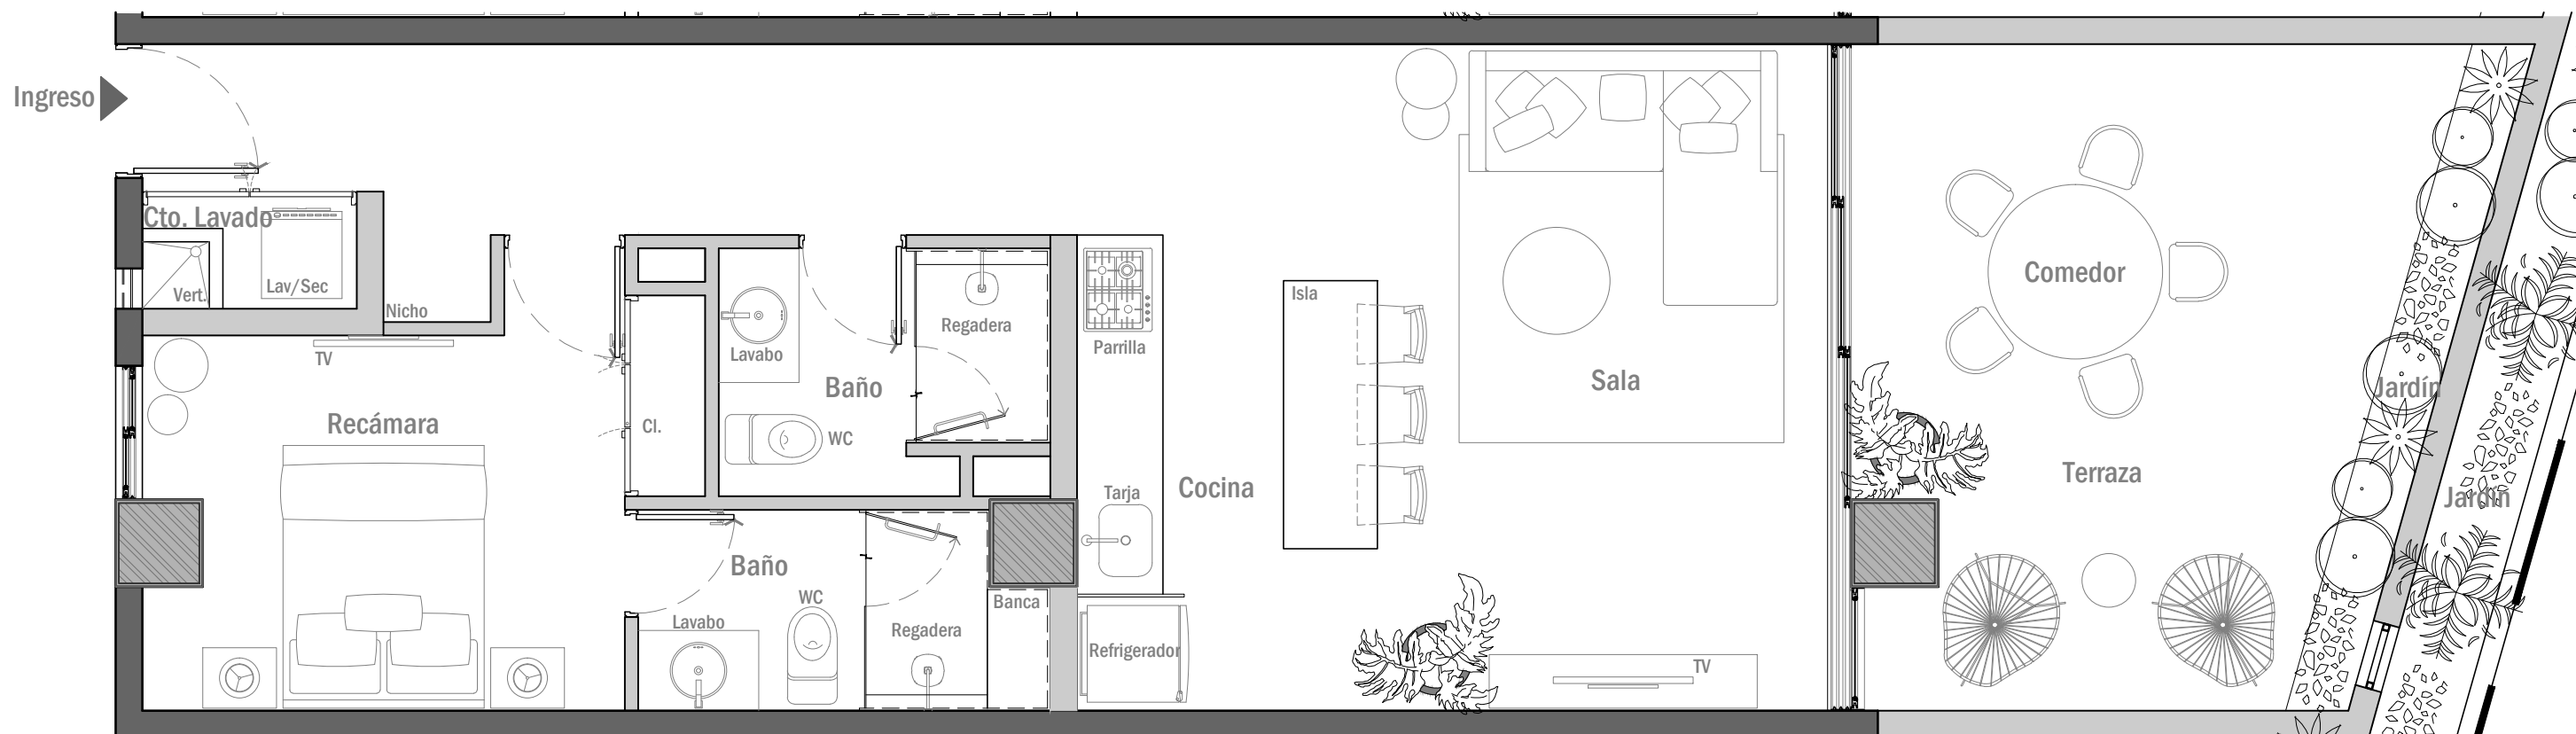 Ingreso
Cto. Lavado
Vert.
Lav/Sec
Nicho
TV
Recámara
Cl.
Lavabo
Baño
WC
Regadera
Baño
Lavabo
WC
Regadera
Banca
Parrilla
Tarja
Refrigerador
Cocina
Isla
Sala
TV
Comedor
Terraza
Jardín
Jardín